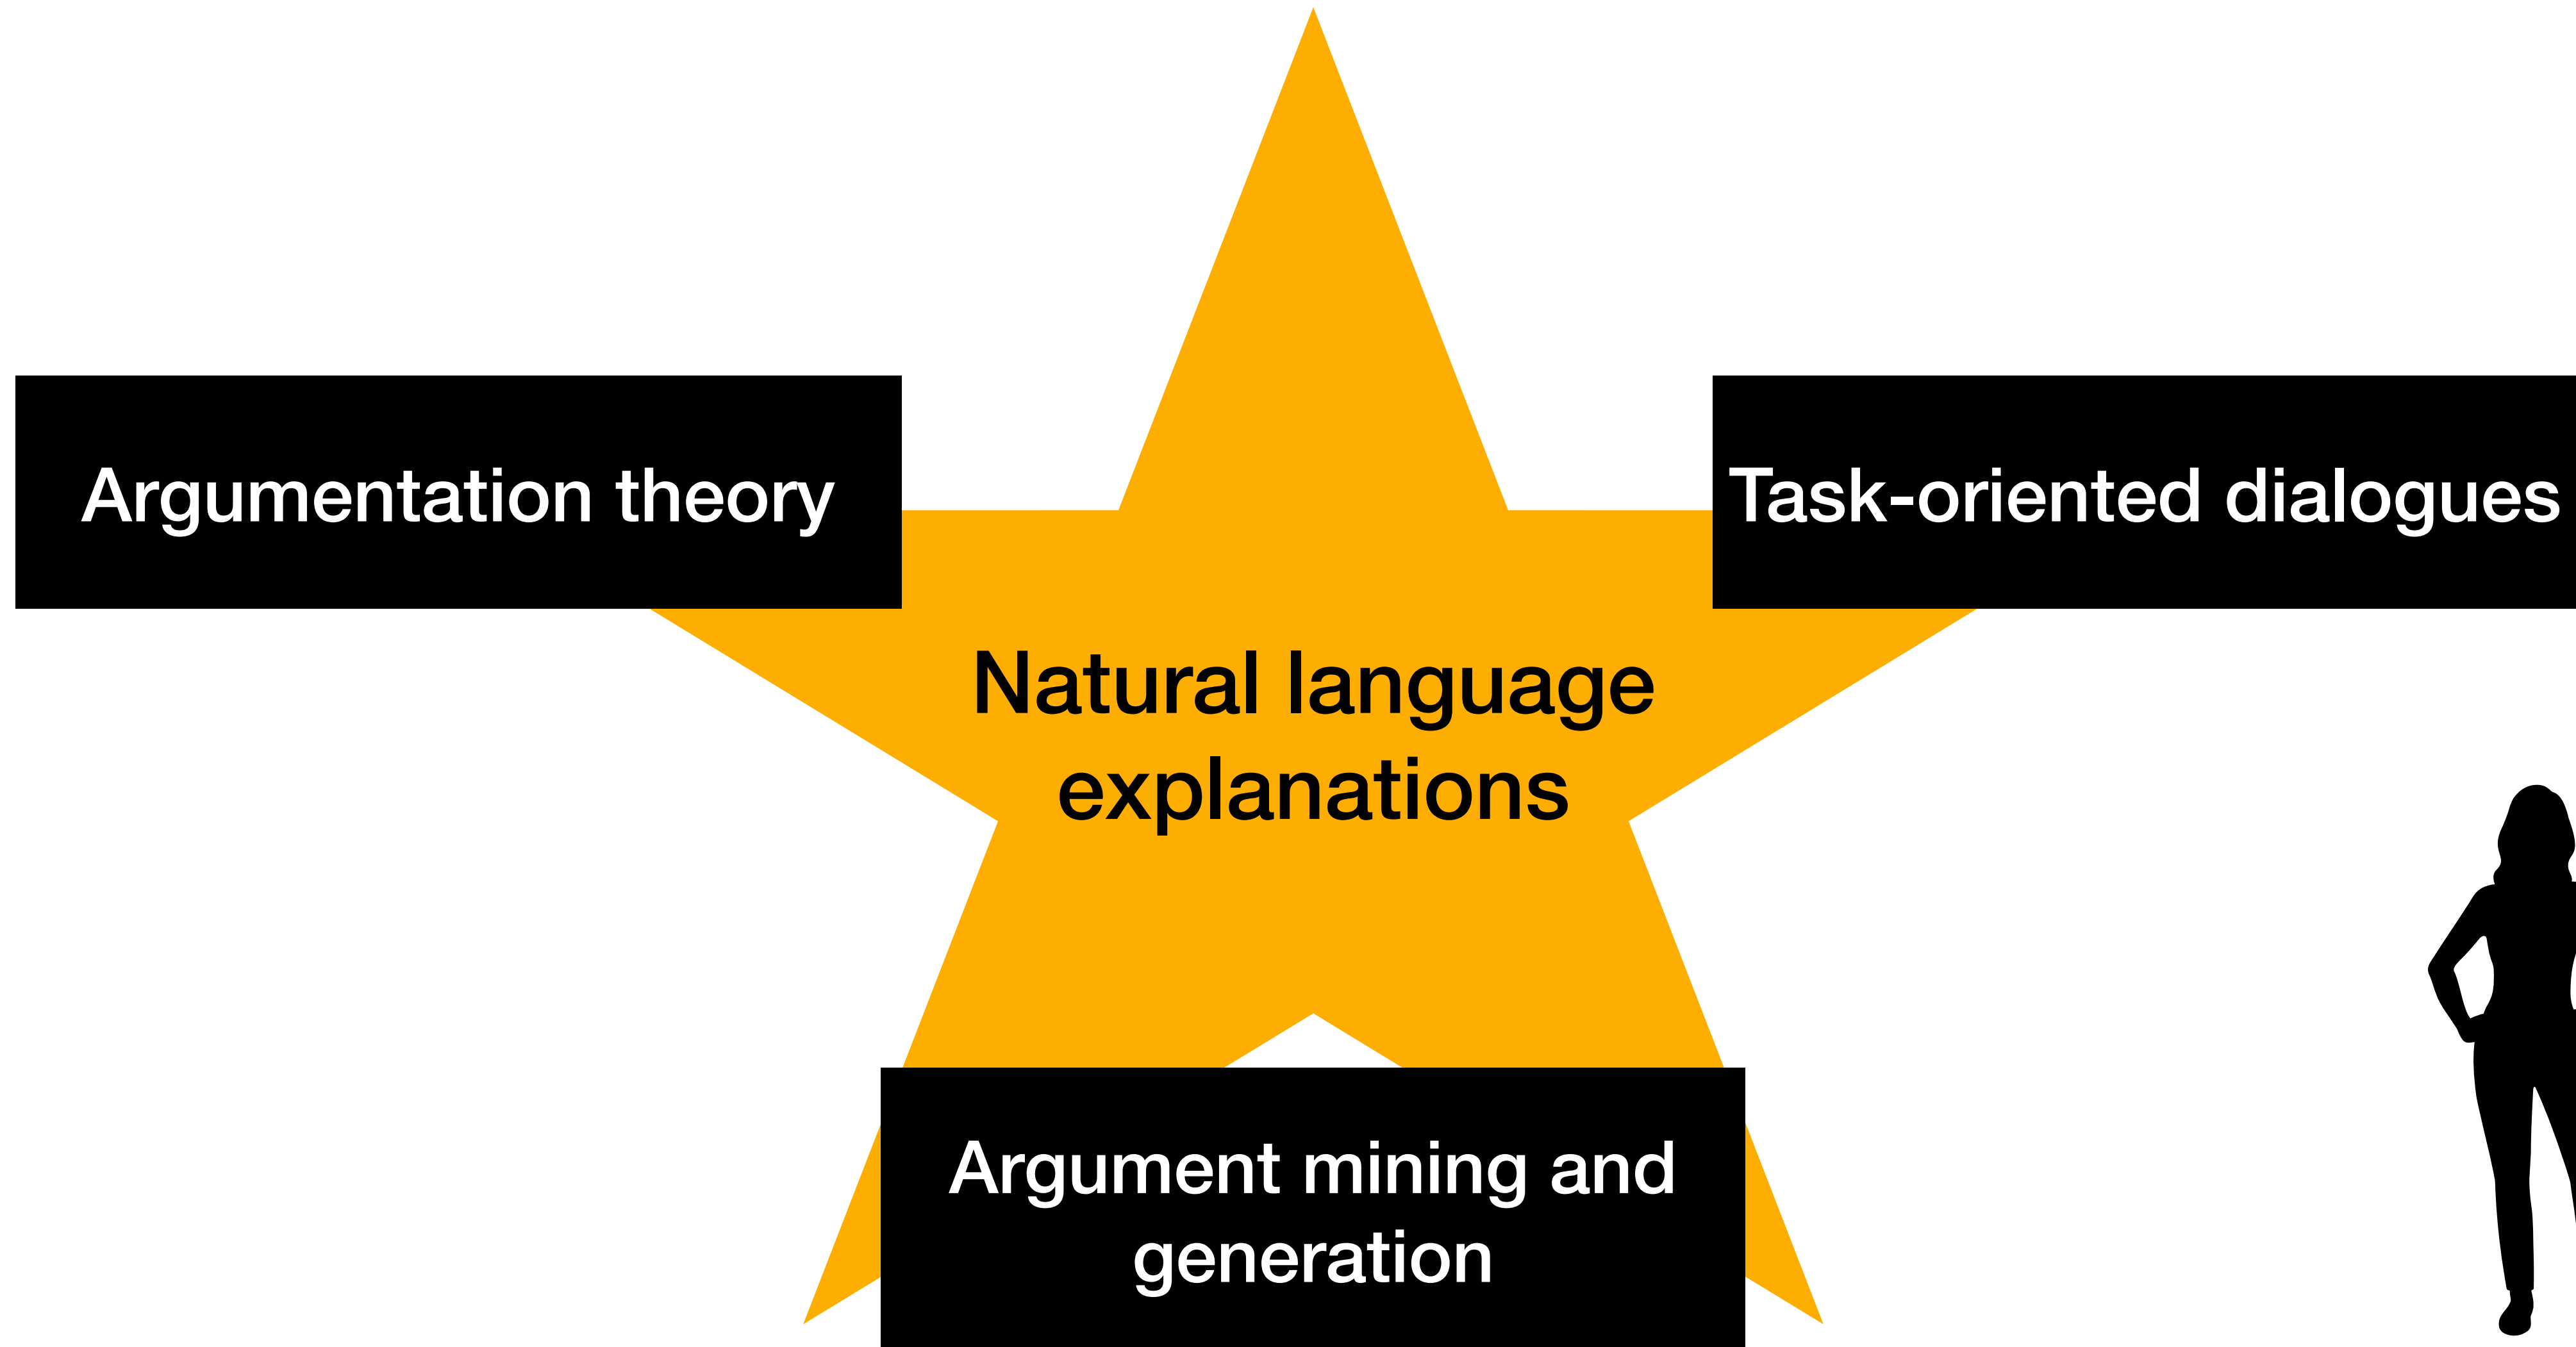 Argumentation theory
Task-oriented dialogues
Natural language
explanations
Argument mining and
generation